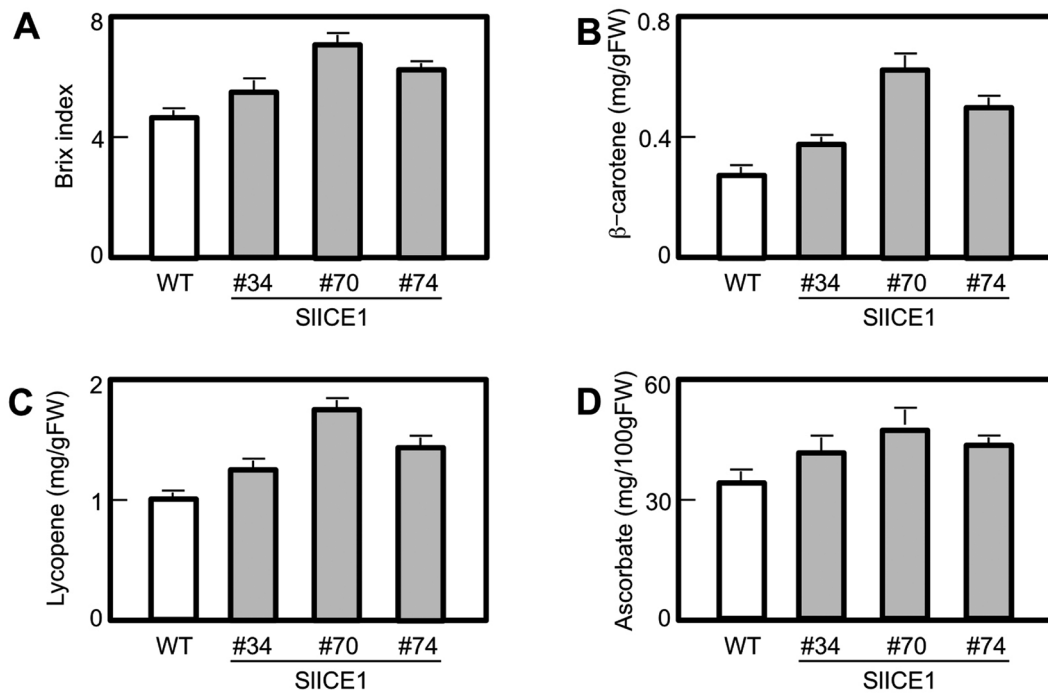 A
Brix index
8
4
0
WT #34 #70 #74
SlICE1
B
β-carotene (mg/gFW)
0.8
0.4
0
WT #34 #70 #74
SlICE1
C
Lycopene (mg/gFW)
2
1
0
WT #34 #70 #74
SlICE1
D
Ascorbate (mg/100gFW)
60
30
0
WT #34 #70 #74
SlICE1